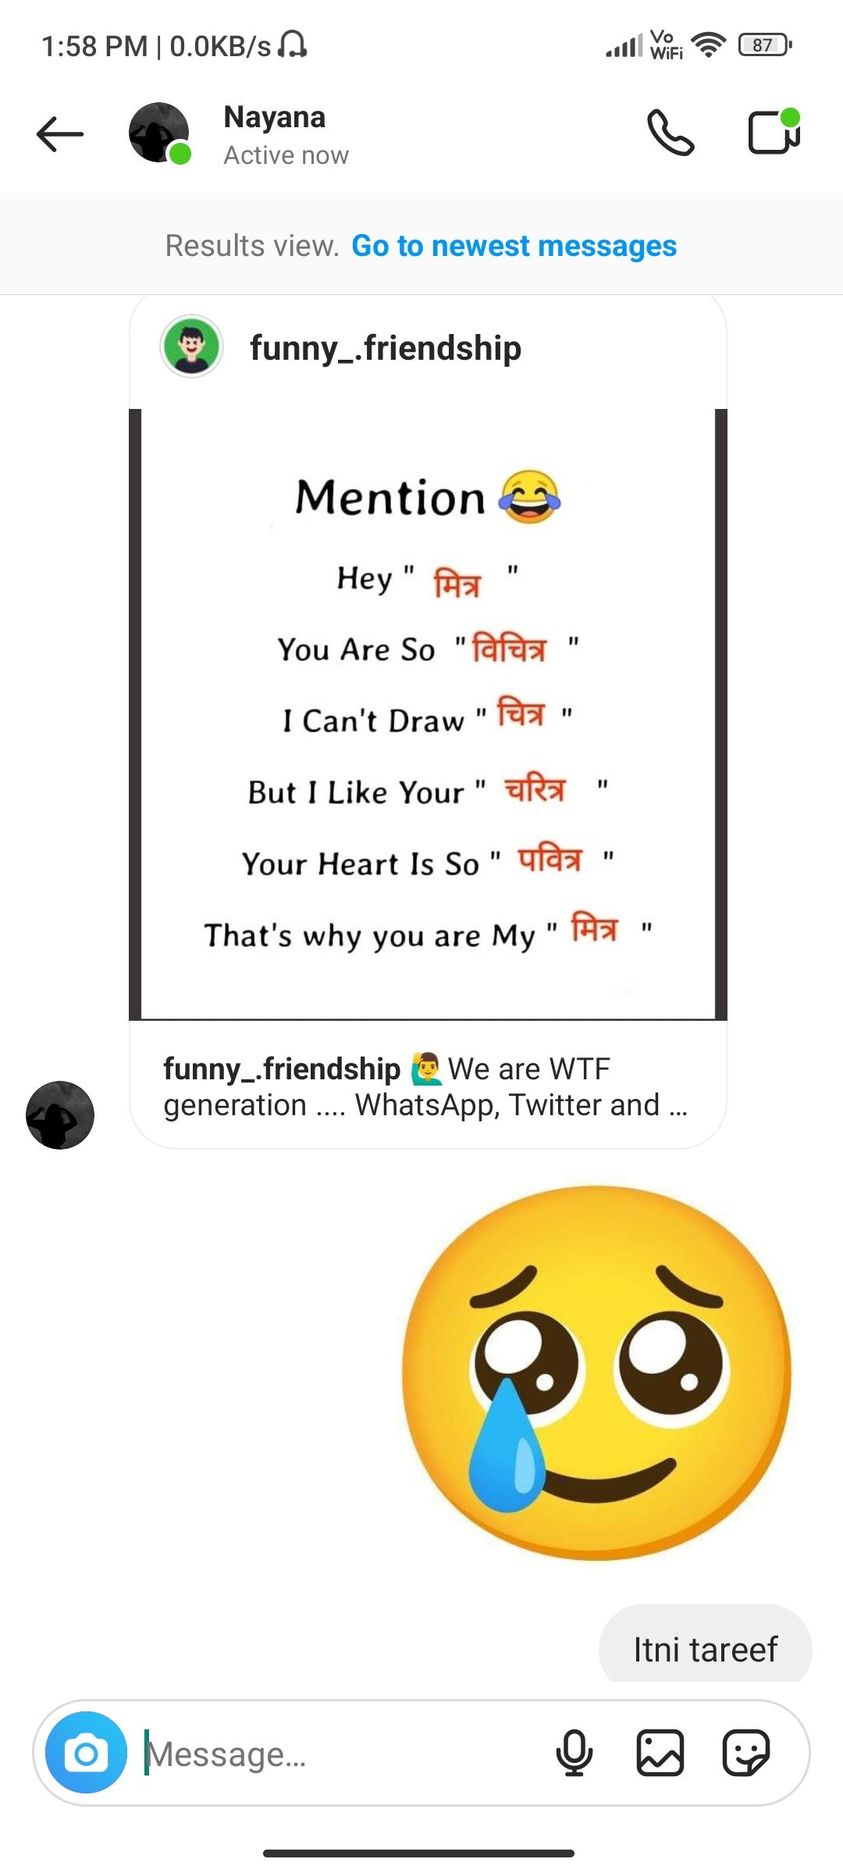 1:58 PM | 0.0KB/s
Vo
WiFi
87
Nayana
Active now
Results view. Go to newest messages
funny_.friendship
Mention 😂
Hey " मित्र "
You Are So "विचित्र "
I Can't Draw " चित्र "
But I Like Your " चरित्र "
Your Heart Is So " पवित्र "
That's why you are My " मित्र "
funny_.friendship 🙋‍♂️ We are WTF
generation .... WhatsApp, Twitter and ...
Itni tareef
Message...